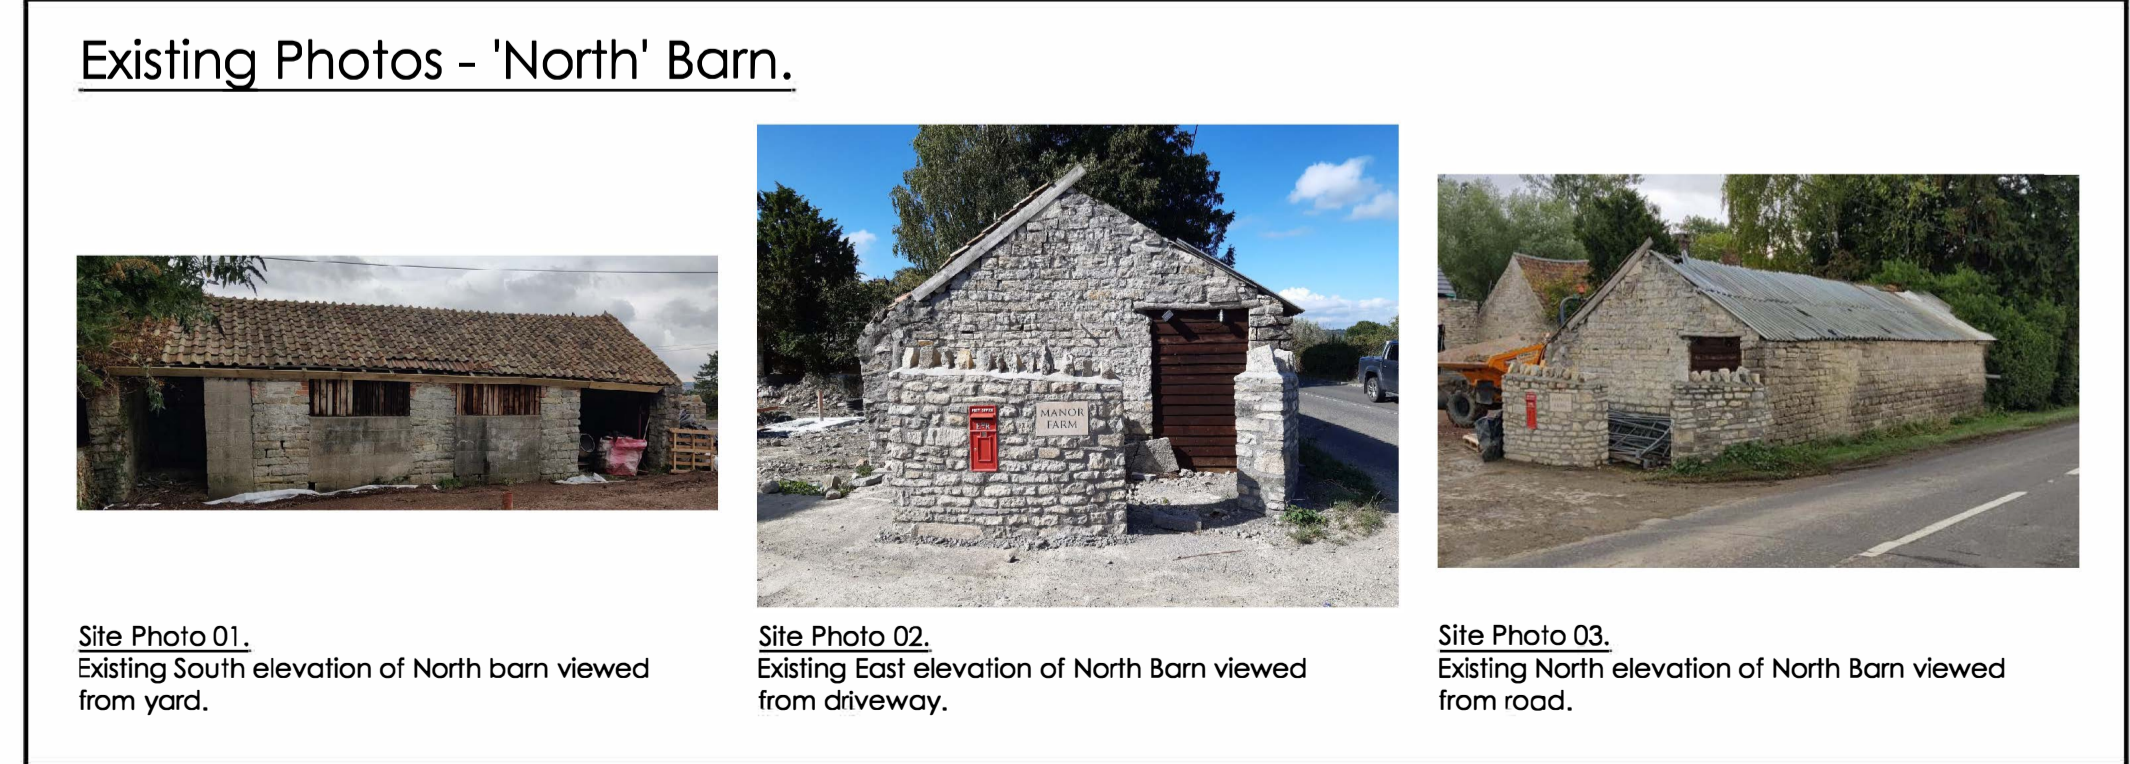 Existing Photos - 'North' Barn.
MANOR
FARM
Site Photo 01.
Existing South elevation of North barn viewed
from yard.
Site Photo 02.
Existing East elevation of North Barn viewed
from driveway.
Site Photo 03.
Existing North elevation of North Barn viewed
from road.